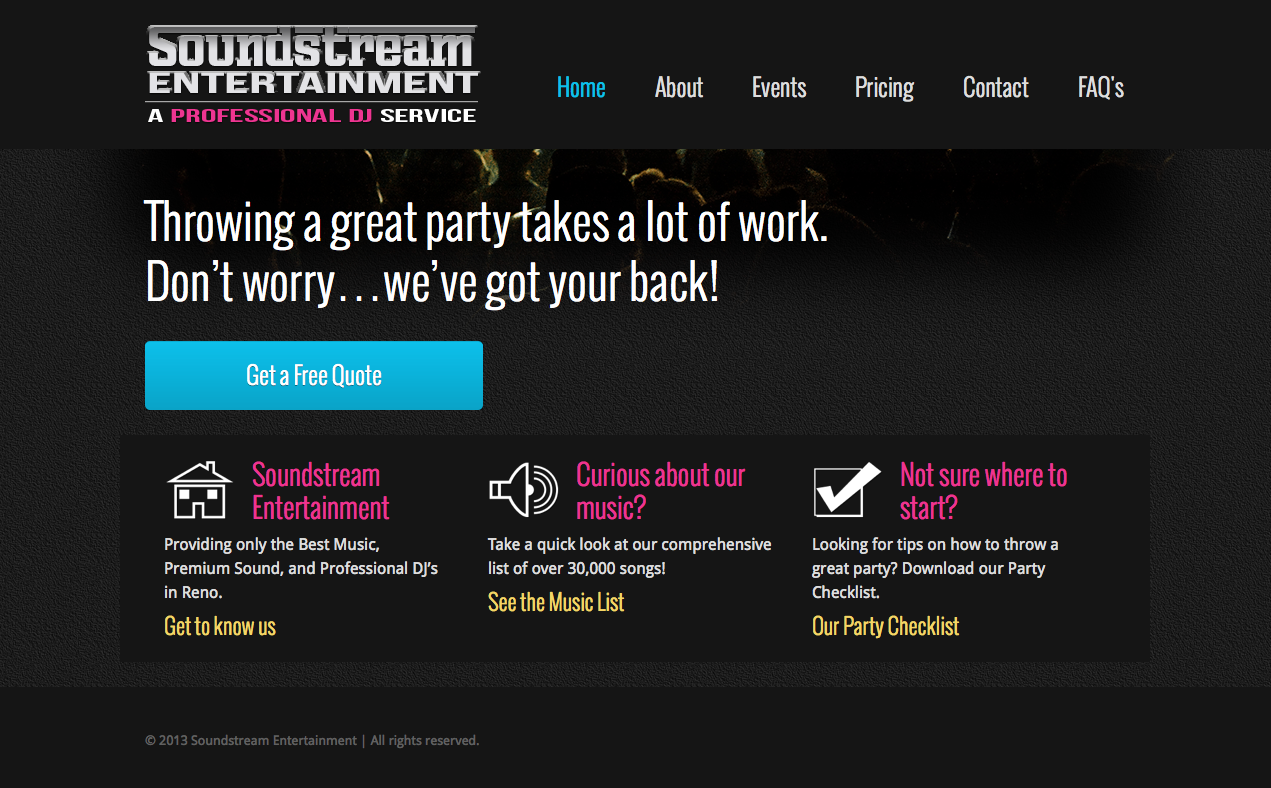 Soundstream
ENTERTAINMENT
A PROFESSIONAL DJ SERVICE
Home About Events Pricing Contact FAQ's
Throwing a great party takes a lot of work.
Don’t worry…we’ve got your back!
Get a Free Quote
Soundstream
Entertainment
Providing only the Best Music,
Premium Sound, and Professional DJ’s
in Reno.
Get to know us
Curious about our
music?
Take a quick look at our comprehensive
list of over 30,000 songs!
See the Music List
Not sure where to
start?
Looking for tips on how to throw a
great party? Download our Party
Checklist.
Our Party Checklist
© 2013 Soundstream Entertainment | All rights reserved.